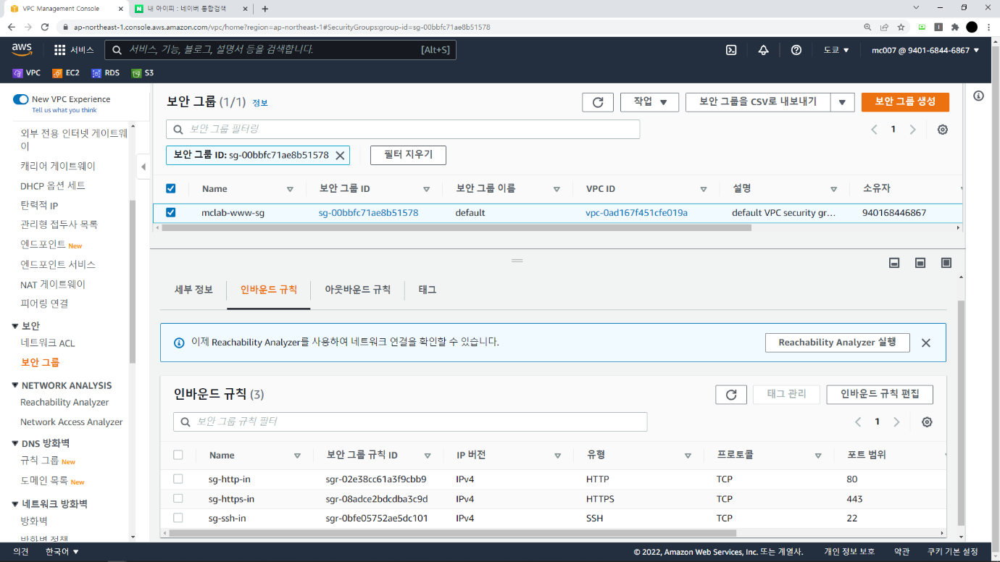 VPC Management Console
내 아이피 : 네이버 통합검색
ap-northeast-1.console.aws.amazon.com/vpc/home?region=ap-northeast-1#SecurityGroups:group-id=sg-00bbfc71ae8b51578
aws
서비스
서비스, 기능, 블로그, 설명서 등을 검색합니다.
[Alt+S]
도쿄
mc007 @ 9401-6844-6867
VPC
EC2
RDS
S3
New VPC Experience
Tell us what you think
외부 전용 인터넷 게이트웨
이
캐리어 게이트웨이
DHCP 옵션 세트
탄력적 IP
관리형 접두사 목록
엔드포인트 New
엔드포인트 서비스
NAT 게이트웨이
피어링 연결
보안
네트워크 ACL
보안 그룹
NETWORK ANALYSIS
Reachability Analyzer
Network Access Analyzer
DNS 방화벽
규칙 그룹 New
도메인 목록 New
네트워크 방화벽
방화벽
방화벽 정책
보안 그룹 (1/1) 정보
작업
보안 그룹을 CSV로 내보내기
보안 그룹 생성
보안 그룹 필터링
1
보안 그룹 ID: sg-00bbfc71ae8b51578
필터 지우기
Name 보안 그룹 ID 보안 그룹 이름 VPC ID 설명 소유자
mclab-www-sg sg-00bbfc71ae8b51578 default vpc-0ad167f451cfe019a default VPC security gr... 940168446867
세부 정보
인바운드 규칙
아웃바운드 규칙
태그
이제 Reachability Analyzer를 사용하여 네트워크 연결을 확인할 수 있습니다.
Reachability Analyzer 실행
인바운드 규칙 (3)
태그 관리
인바운드 규칙 편집
보안 그룹 규칙 필터
1
Name 보안 그룹 규칙 ID IP 버전 유형 프로토콜 포트 범위
sg-http-in sgr-02e38cc61a3f9cbb9 IPv4 HTTP TCP 80
sg-https-in sgr-08adce2bdcdba3c9d IPv4 HTTPS TCP 443
sg-ssh-in sgr-0bfe05752ae5dc101 IPv4 SSH TCP 22
의견
한국어
© 2022, Amazon Web Services, Inc. 또는 계열사.
개인 정보 보호
약관
쿠키 기본 설정